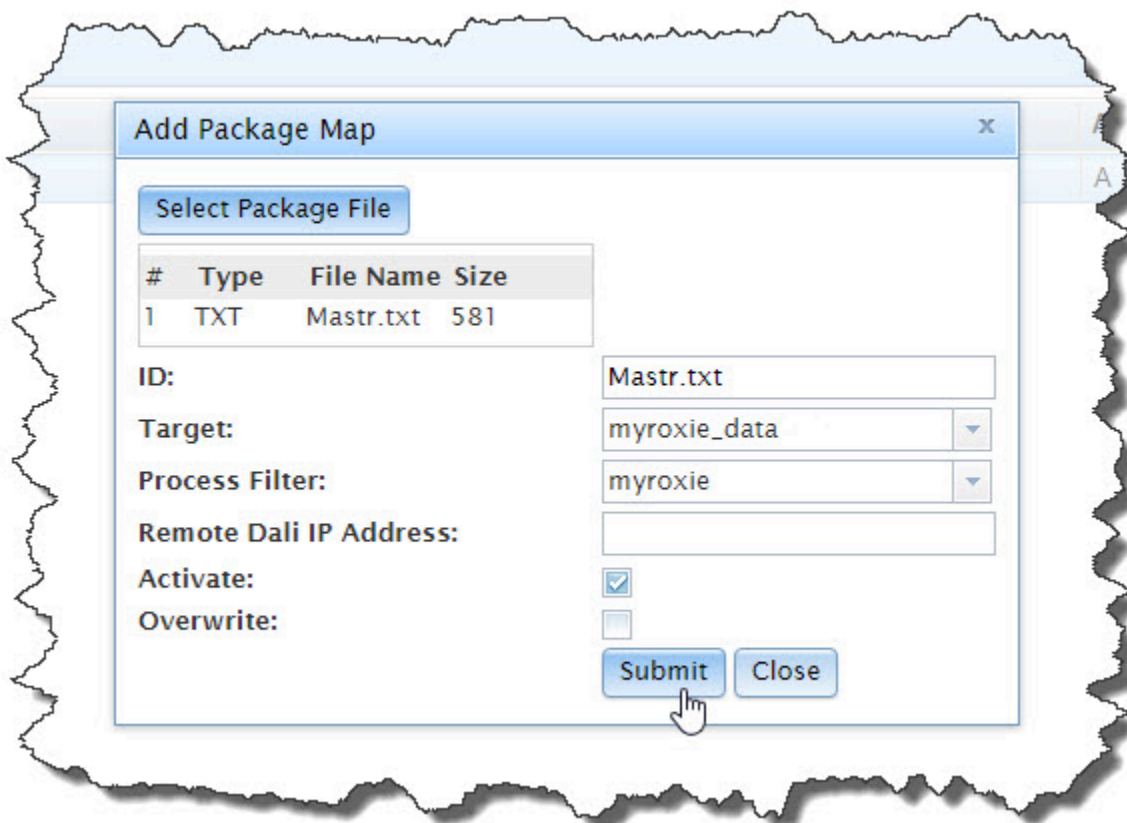 Add Package Map x
A
Select Package File
A
# Type File Name Size
1 TXT Mastr.txt 581
ID: Mastr.txt
Target: myroxie_data
Process Filter: myroxie
Remote Dali IP Address:
Activate:
Overwrite:
Submit Close